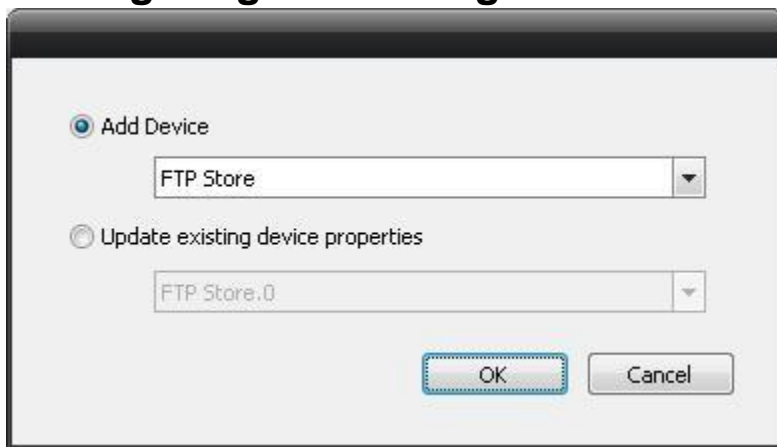 Add Device
FTP Store
Update existing device properties
FTP Store.0
OK Cancel